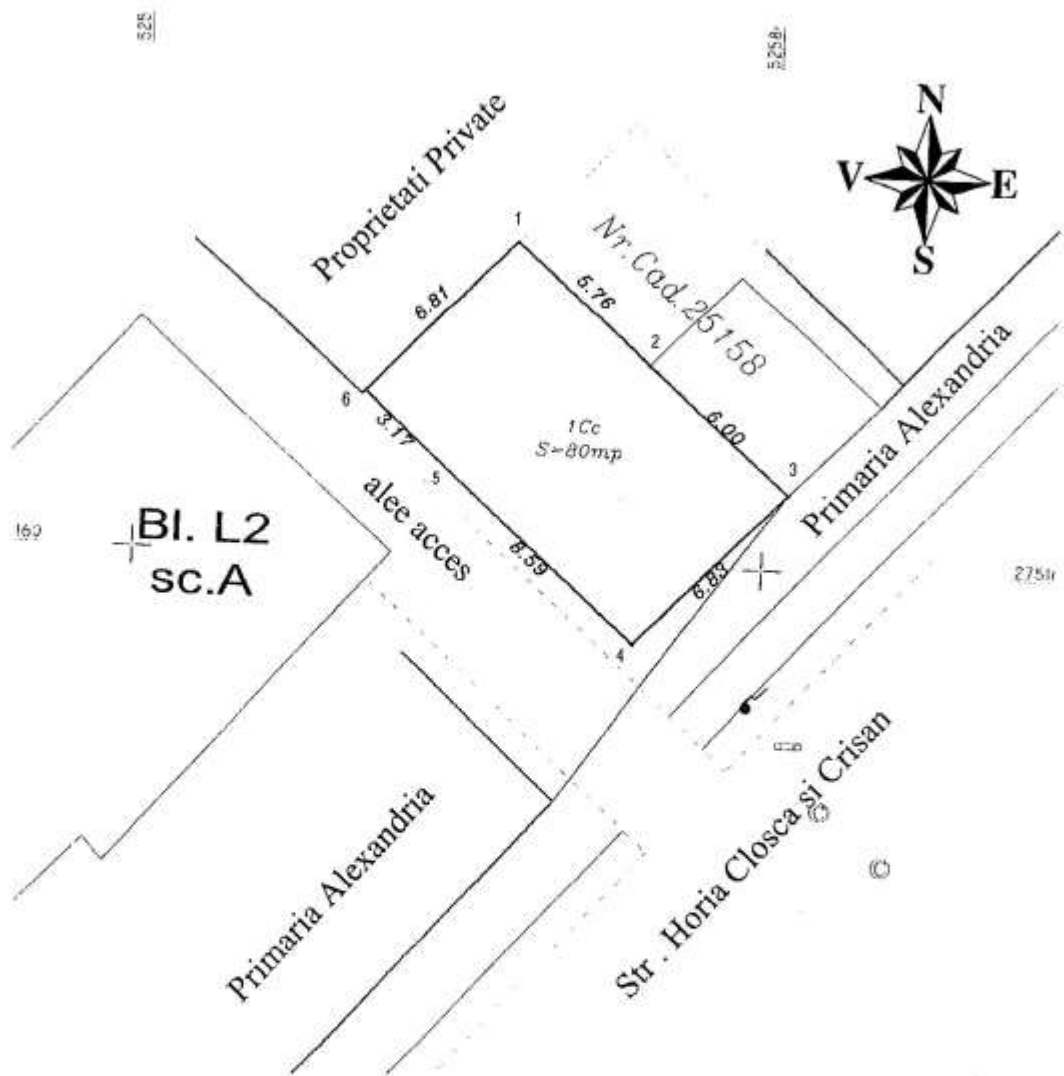 525
5258
N
V
E
S
Proprietati Private
Nr.Cad.25158
1
6.81
5.76
2
6
3.17
1Cc
S=80mp
6.00
3
5
alee acces
Primaria Alexandria
160
Bl. L2
sc.A
8.59
6.83
4
Primaria Alexandria
Str . Horia Closca si Crisan